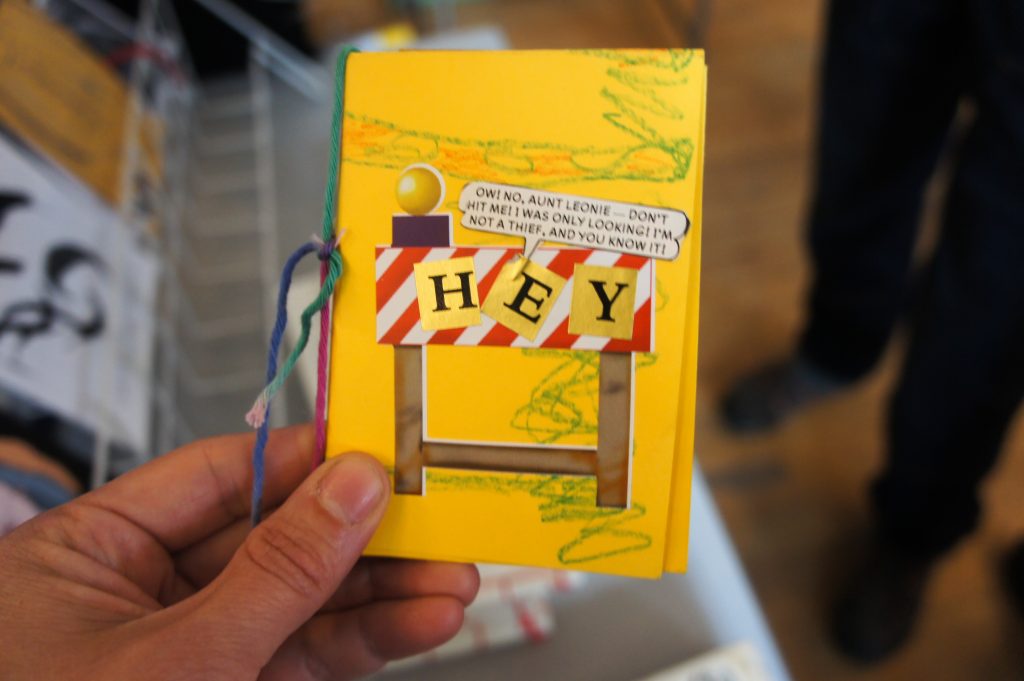 OW! NO, AUNT LEONIE — DON'T
HIT ME! I WAS ONLY LOOKING! I'M
NOT A THIEF, AND YOU KNOW IT!
HEY